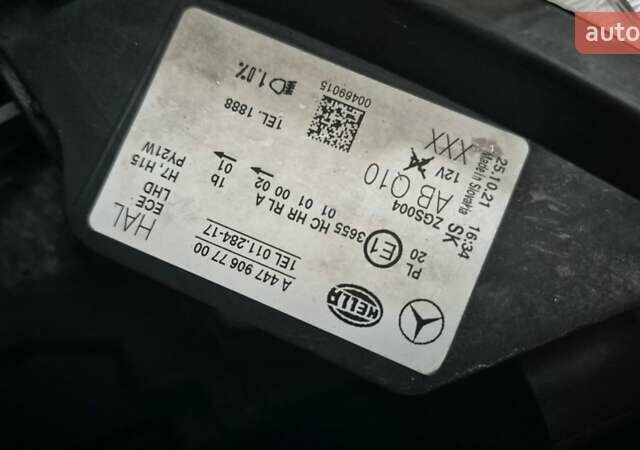 auto
HELLA
A 447 906 77 00
1EL 011.284-17
HAL
ECE: LHD
H7, H15
PY21W
PL
20
E1
3655 HC HR RL A
01 01 00 02
01
1b
25.10.21 16:34
Made in Slovakia SK
ZGS004
AB Q10
12V
XXX
1EL. 1888
00469015
1.0%